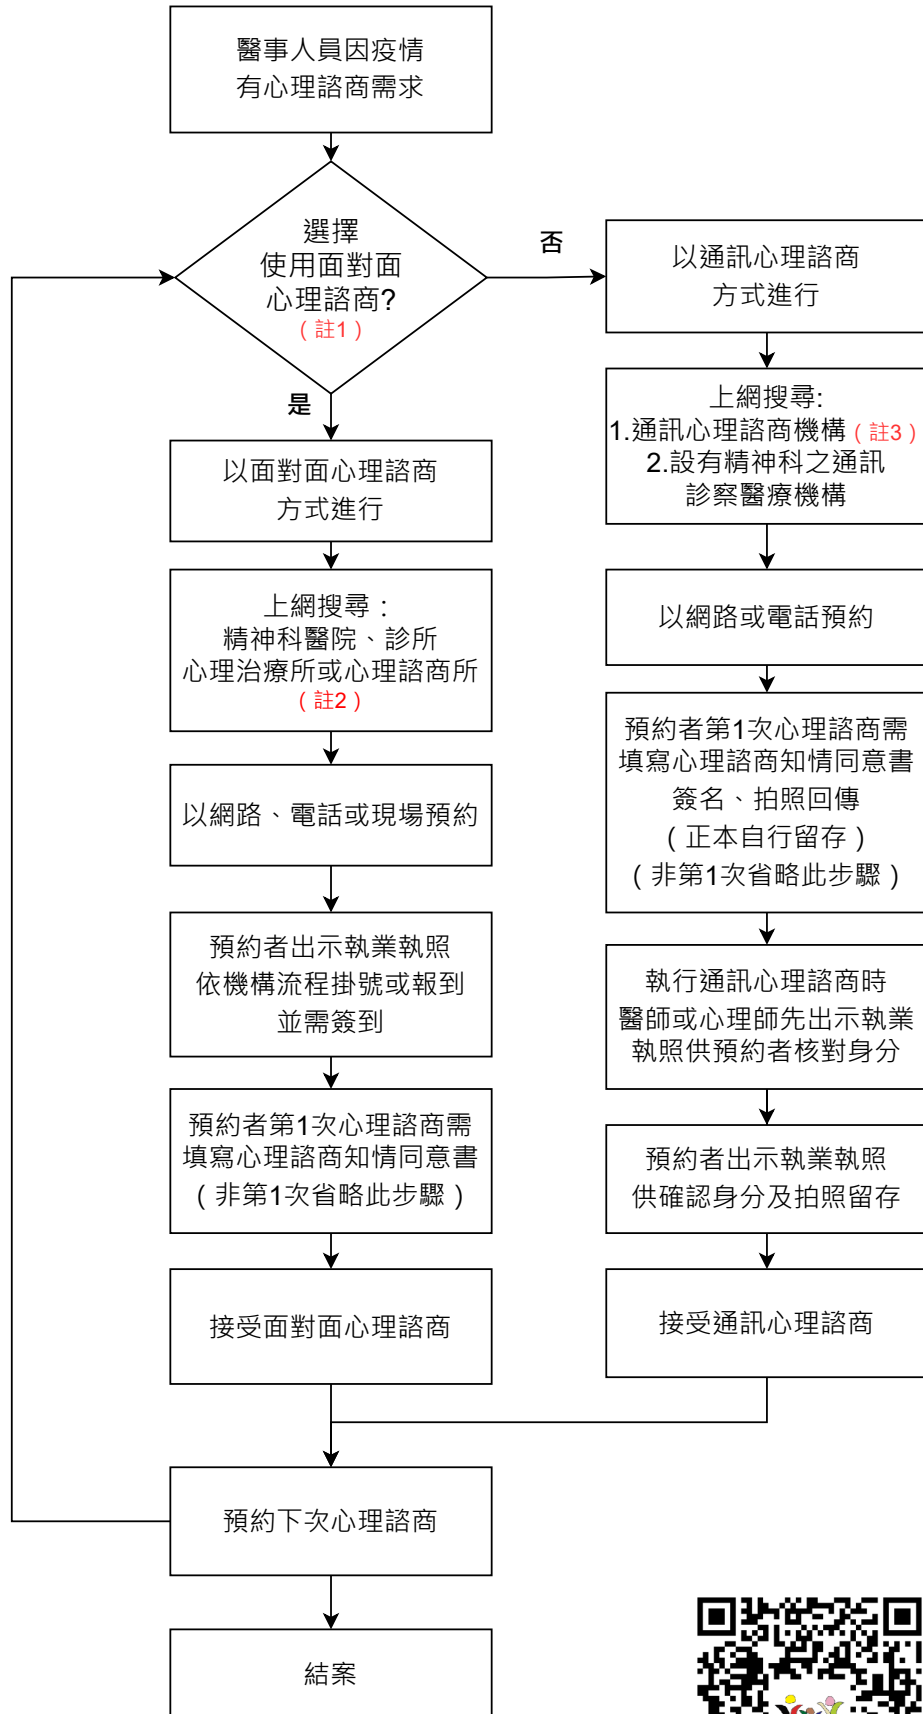 醫事人員因疫情
有心理諮商需求
選擇
使用面對面
心理諮商?
（註1）
否
是
以面對面心理諮商
方式進行
上網搜尋：
精神科醫院、診所
心理治療所或心理諮商所
（註2）
以網路、電話或現場預約
預約者出示執業執照
依機構流程掛號或報到
並需簽到
預約者第1次心理諮商需
填寫心理諮商知情同意書
（非第1次省略此步驟）
接受面對面心理諮商
以通訊心理諮商
方式進行
上網搜尋:
1.通訊心理諮商機構（註3）
2.設有精神科之通訊
診察醫療機構
以網路或電話預約
預約者第1次心理諮商需
填寫心理諮商知情同意書
簽名、拍照回傳
（正本自行留存）
（非第1次省略此步驟）
執行通訊心理諮商時
醫師或心理師先出示執業
執照供預約者核對身分
預約者出示執業執照
供確認身分及拍照留存
接受通訊心理諮商
預約下次心理諮商
結案